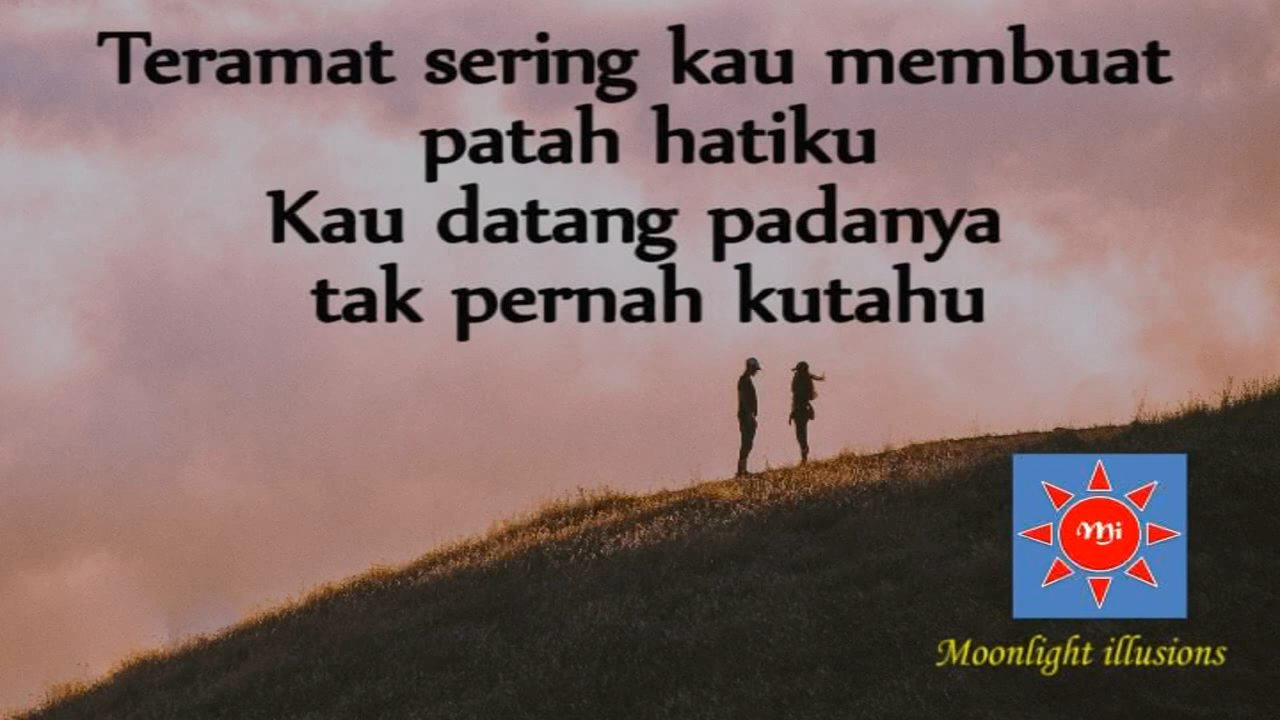 Teramat sering kau membuat
patah hatiku
Kau datang padanya
tak pernah kutahu
Mi
Moonlight illusions